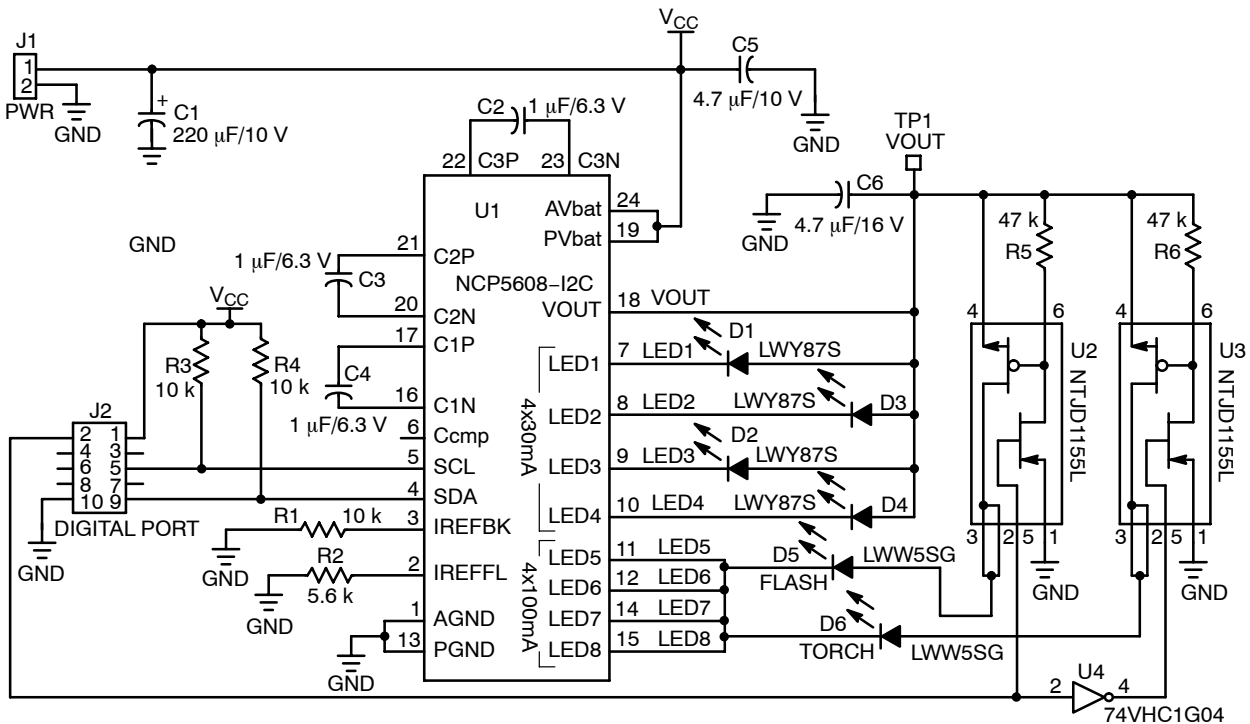 VCC
J1
1
2
PWR
GND
+
C1
220 μF/10 V
C2
1 μF/6.3 V
C5
4.7 μF/10 V
GND
TP1
VOUT
22 C3P
23 C3N
U1
AVbat 24
PVbat 19
C6
4.7 μF/16 V
GND
47 k
R5
47 k
R6
GND
21
C2P
1 μF/6.3 V
C3
NCP5608–I2C
20
C2N
VOUT 18 VOUT
4
6
4
6
VCC
R3
10 k
R4
10 k
17
C1P
C4
16
C1N
1 μF/6.3 V
6
Ccmp
5
SCL
4
SDA
3
IREFBK
2
IREFFL
1
AGND
13
PGND
LED1 7 LED1
D1
LWY87S
LED2 8 LED2
LWY87S
D3
LED3 9 LED3
D2
LWY87S
LED4 10 LED4
LWY87S
D4
4x30mA
LED5 11 LED5
LED6 12 LED6
LED7 14 LED7
LED8 15 LED8
4x100mA
D5
FLASH
LWW5SG
D6
TORCH
LWW5SG
U2
NTJD1155L
U3
NTJD1155L
3
2
5
1
3
2
5
1
GND
GND
J2
2 1
4 3
6 5
8 7
10 9
DIGITAL PORT
GND
R1
10 k
GND
R2
5.6 k
GND
GND
U4
2
4
74VHC1G04